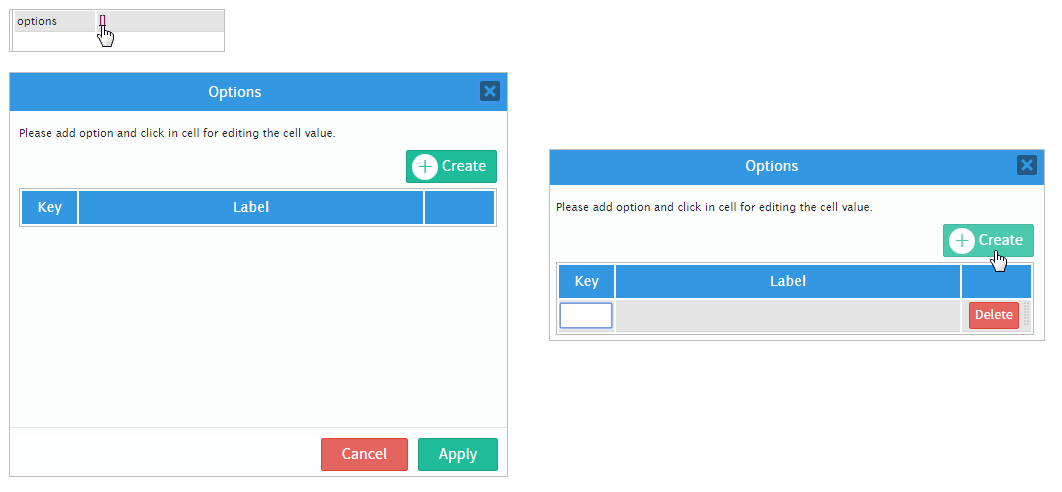 options []
Options
Please add option and click in cell for editing the cell value.
Create
Key Label
Cancel Apply
Options
Please add option and click in cell for editing the cell value.
Create
Key Label
Delete